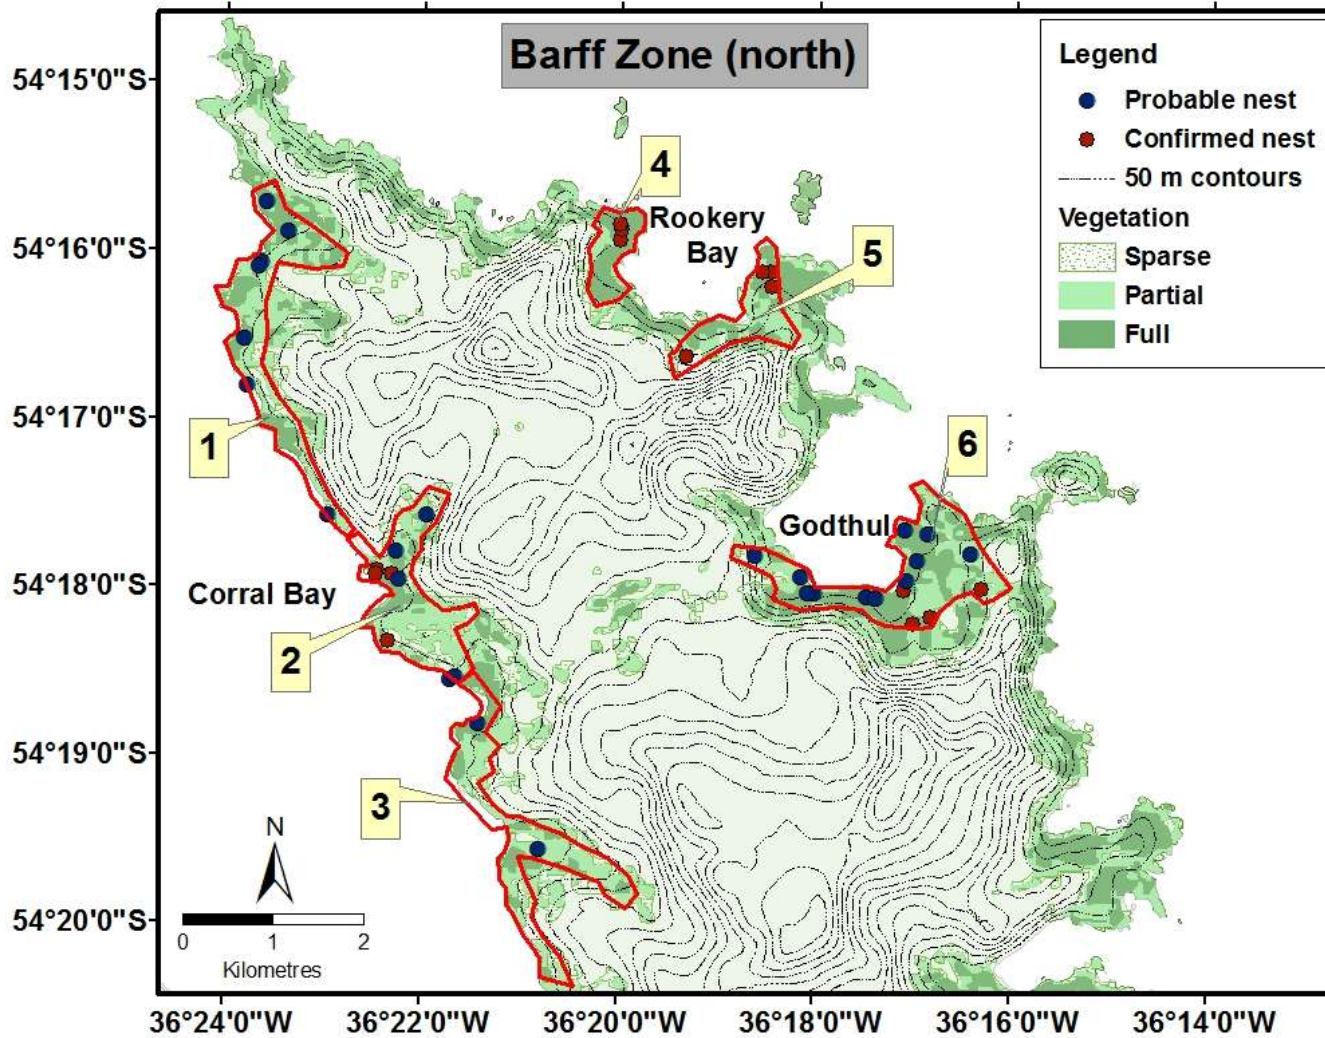 Barff Zone (north)
Legend
Probable nest
Confirmed nest
50 m contours
Vegetation
Sparse
Partial
Full
54°15'0"S
54°16'0"S
54°17'0"S
54°18'0"S
54°19'0"S
54°20'0"S
4
Rookery
Bay
5
1
6
Godthul
Corral Bay
2
3
N
0 1 2
Kilometres
36°24'0"W 36°22'0"W 36°20'0"W 36°18'0"W 36°16'0"W 36°14'0"W